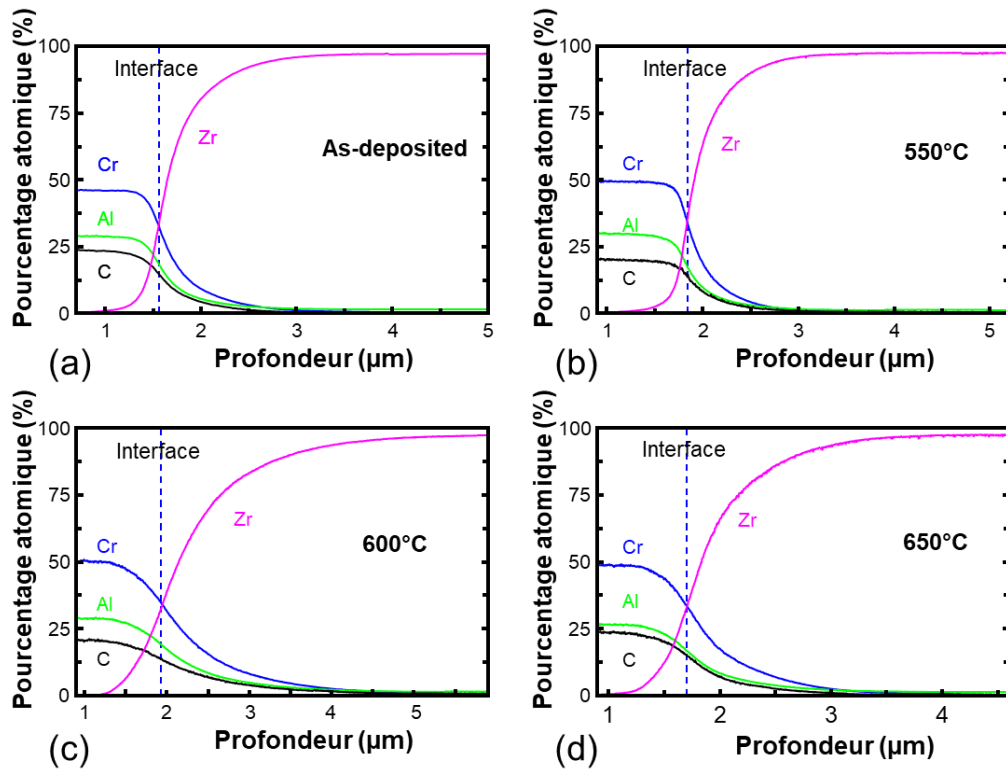 Pourcentage atomique (%)
100
75
50
25
0
Interface
Zr
As-deposited
Cr
Al
C
1
2
3
4
5
Profondeur (µm)
(a)
Pourcentage atomique (%)
100
75
50
25
0
Interface
Zr
550°C
Cr
Al
C
1
2
3
4
5
Profondeur (µm)
(b)
Pourcentage atomique (%)
100
75
50
25
0
Interface
Zr
600°C
Cr
Al
C
1
2
3
4
5
Profondeur (µm)
(c)
Pourcentage atomique (%)
100
75
50
25
0
Interface
Zr
650°C
Cr
Al
C
1
2
3
4
Profondeur (µm)
(d)